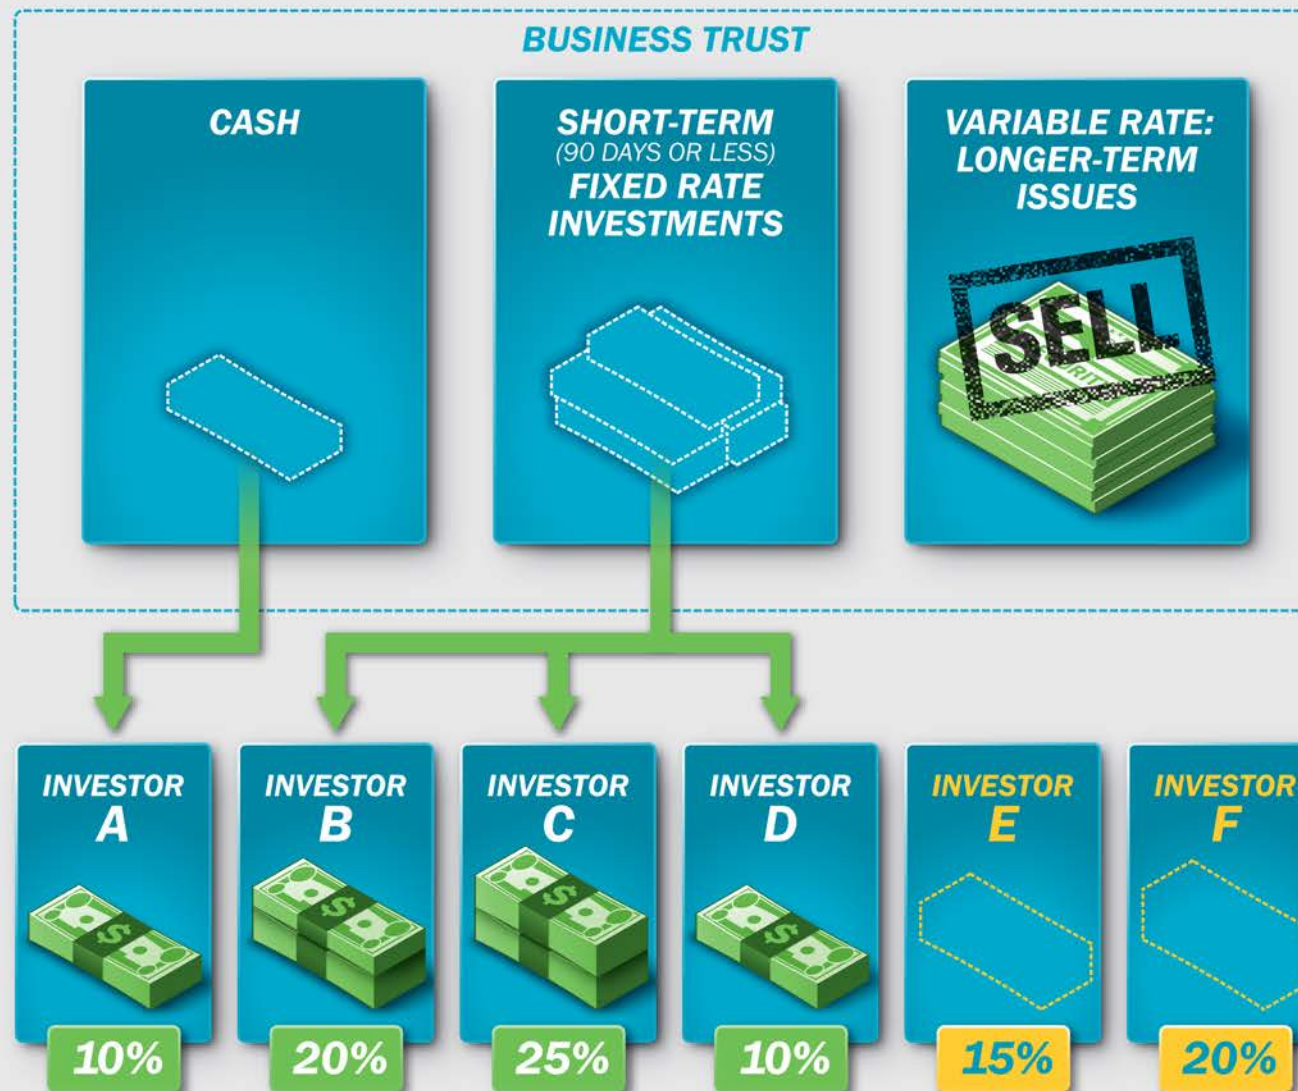 BUSINESS TRUST
CASH
SHORT-TERM
(90 DAYS OR LESS)
FIXED RATE
INVESTMENTS
VARIABLE RATE:
LONGER-TERM
ISSUES
SELL
INVESTOR
A
INVESTOR
B
INVESTOR
C
INVESTOR
D
INVESTOR
E
INVESTOR
F
10%
20%
25%
10%
15%
20%